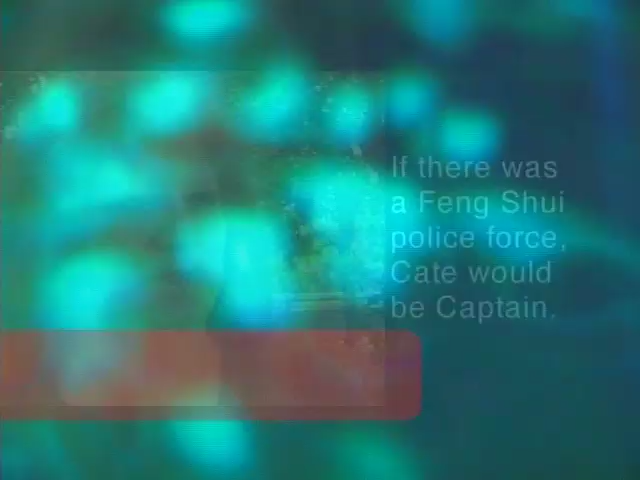 If there was
a Feng Shui
police force,
Cate would
be Captain.